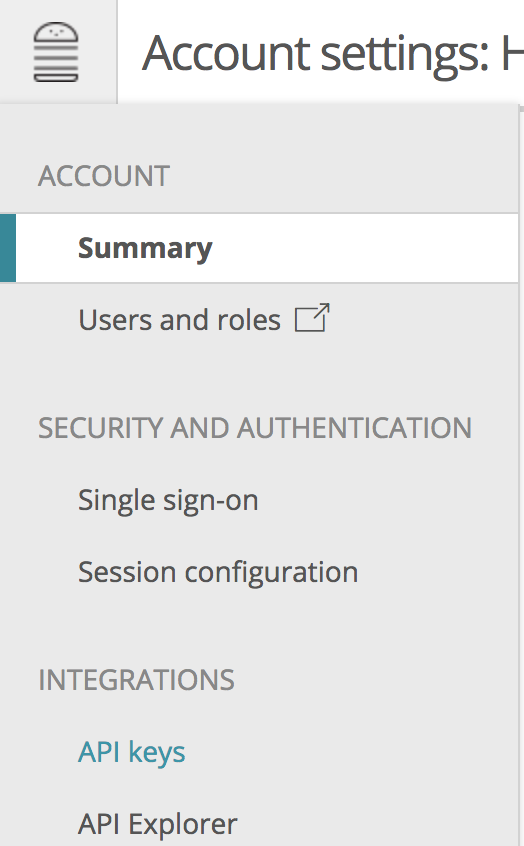 Account settings: H
ACCOUNT
Summary
Users and roles
SECURITY AND AUTHENTICATION
Single sign-on
Session configuration
INTEGRATIONS
API keys
API Explorer